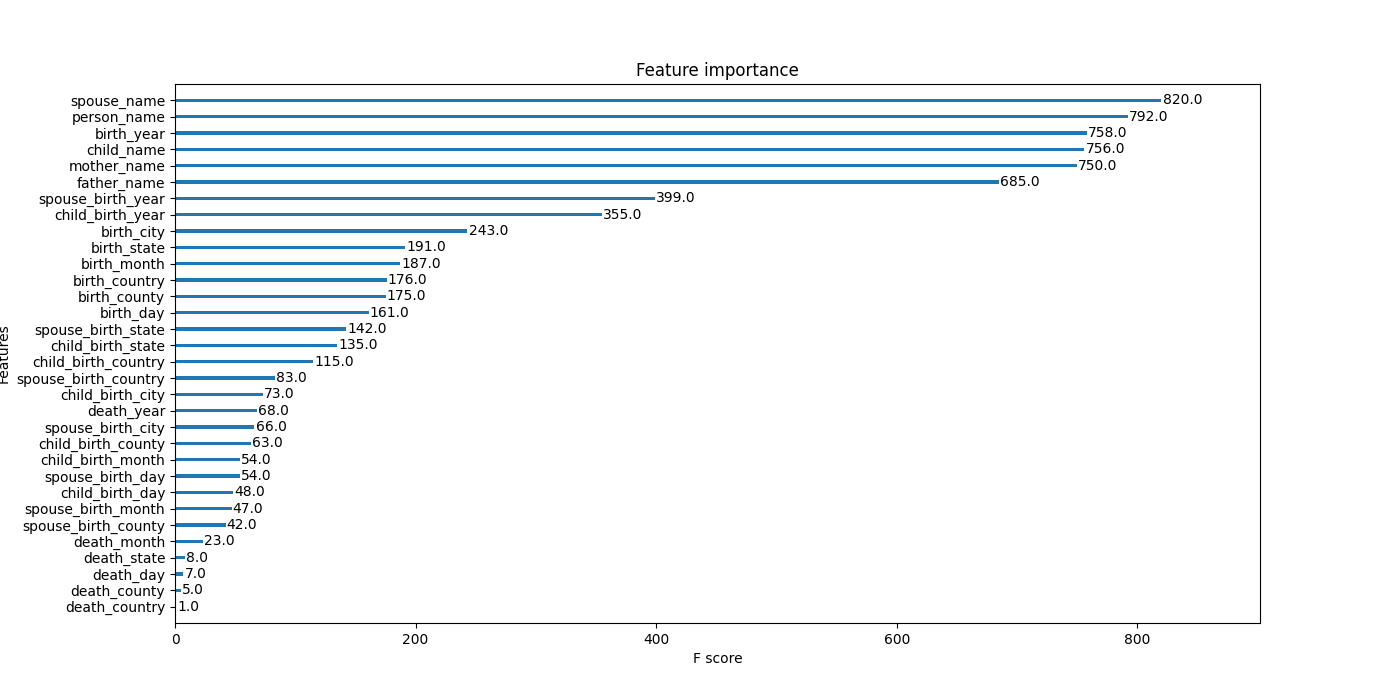 Feature importance
spouse_name 820.0
person_name 792.0
birth_year 758.0
child_name 756.0
mother_name 750.0
father_name 685.0
spouse_birth_year 399.0
child_birth_year 355.0
birth_city 243.0
birth_state 191.0
birth_month 187.0
birth_country 176.0
birth_county 175.0
birth_day 161.0
spouse_birth_state 142.0
child_birth_state 135.0
child_birth_country 115.0
spouse_birth_country 83.0
child_birth_city 73.0
death_year 68.0
spouse_birth_city 66.0
child_birth_county 63.0
child_birth_month 54.0
spouse_birth_day 54.0
child_birth_day 48.0
spouse_birth_month 47.0
spouse_birth_county 42.0
death_month 23.0
death_state 8.0
death_day 7.0
death_county 5.0
death_country 1.0
Features
0 200 400 600 800
F score